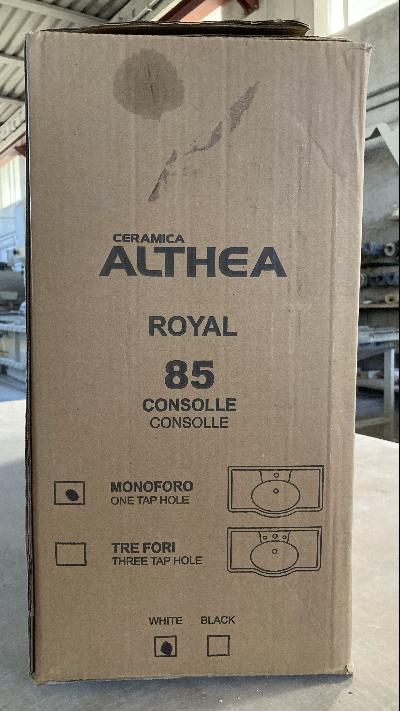 CERAMICA
ALTHEA
ROYAL
85
CONSOLLE
CONSOLLE
MONOFORO
ONE TAP HOLE
TRE FORI
THREE TAP HOLE
WHITE BLACK